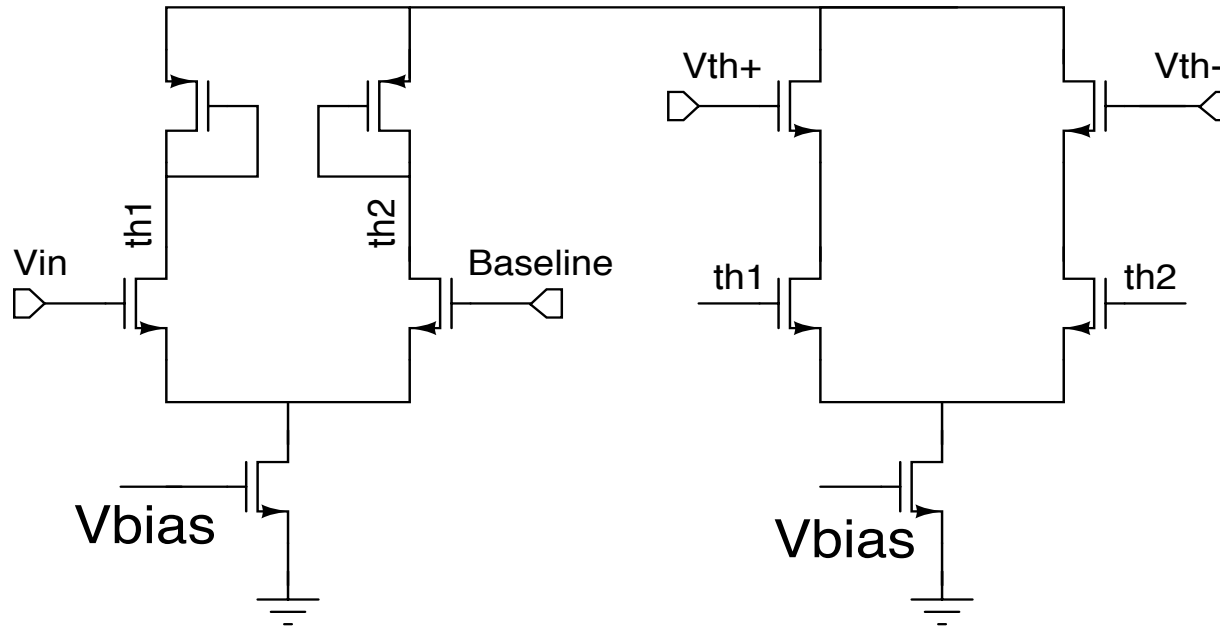 Vth+
Vth-
th1
th2
Vin
Baseline
th1
th2
Vbias
Vbias